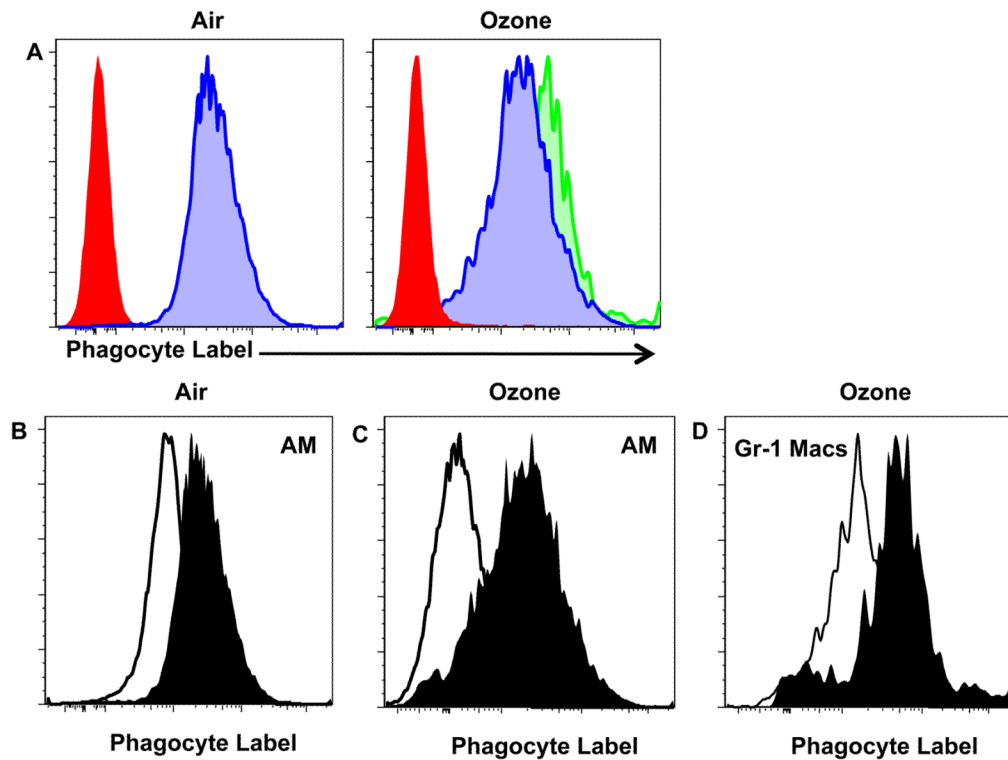 Air
Ozone
A
Phagocyte Label
Air
Ozone
Ozone
B
AM
C
AM
D
Gr-1 Macs
Phagocyte Label
Phagocyte Label
Phagocyte Label